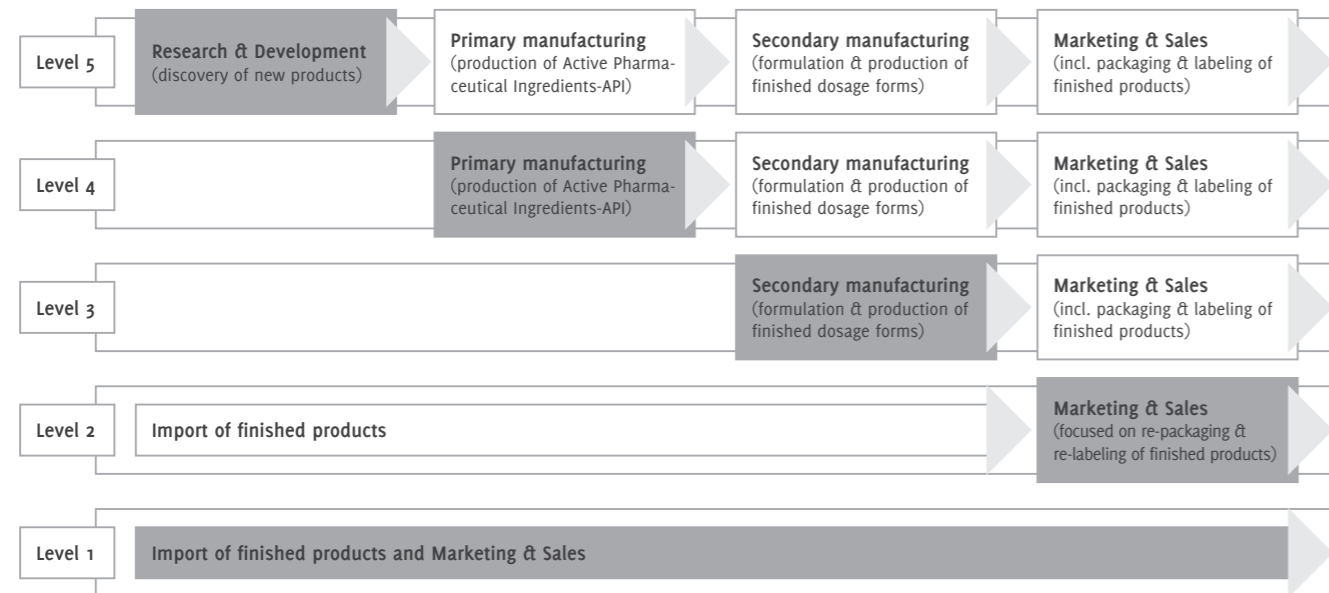 Level 5
Research & Development
(discovery of new products)
Primary manufacturing
(production of Active Pharma-
ceutical Ingredients-API)
Secondary manufacturing
(formulation & production of
finished dosage forms)
Marketing & Sales
(incl. packaging & labeling of
finished products)
Level 4
Primary manufacturing
(production of Active Pharma-
ceutical Ingredients-API)
Secondary manufacturing
(formulation & production of
finished dosage forms)
Marketing & Sales
(incl. packaging & labeling of
finished products)
Level 3
Secondary manufacturing
(formulation & production of
finished dosage forms)
Marketing & Sales
(incl. packaging & labeling of
finished products)
Level 2
Import of finished products
Marketing & Sales
(focused on re-packaging &
re-labeling of finished products)
Level 1
Import of finished products and Marketing & Sales